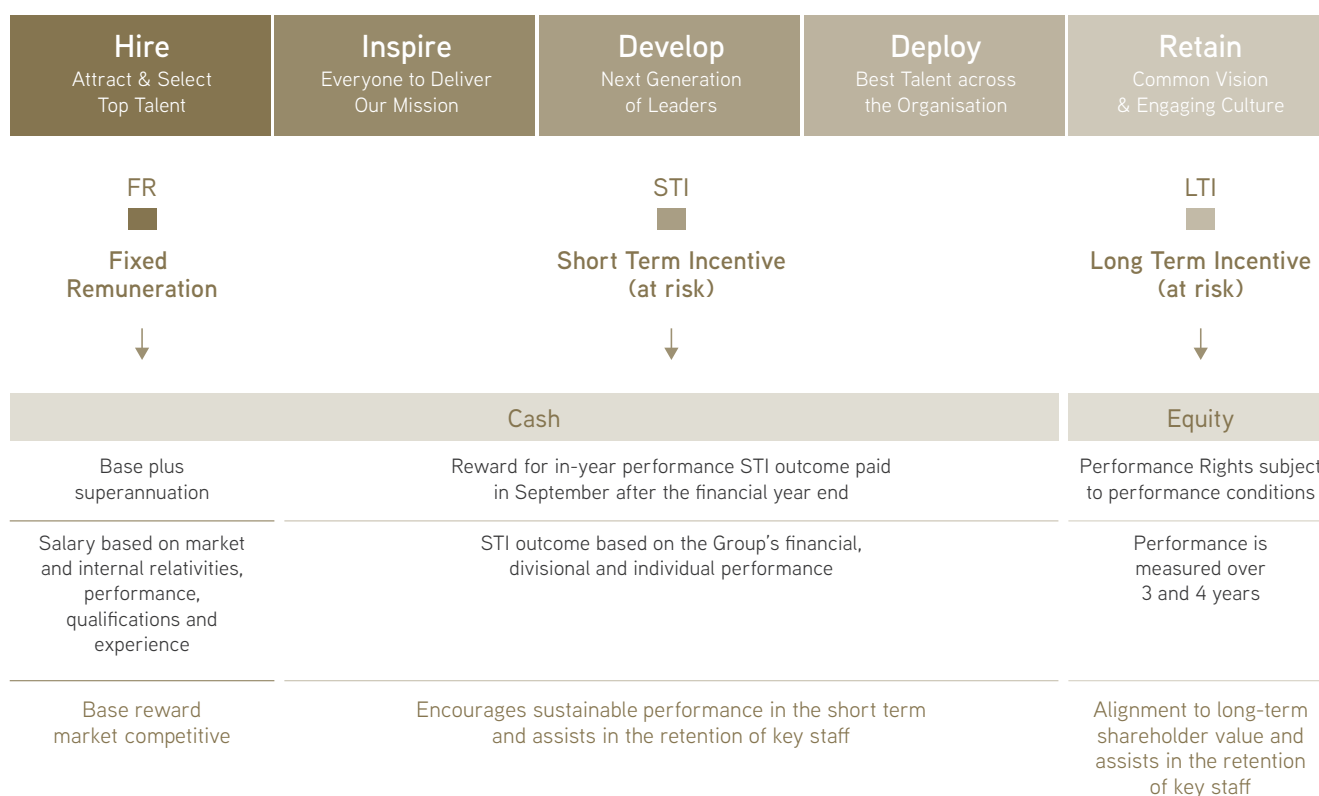 Hire
Attract & Select
Top Talent
Inspire
Everyone to Deliver
Our Mission
Develop
Next Generation
of Leaders
Deploy
Best Talent across
the Organisation
Retain
Common Vision
& Engaging Culture
FR
Fixed
Remuneration
STI
Short Term Incentive
(at risk)
LTI
Long Term Incentive
(at risk)
Cash
Equity
Base plus
superannuation
Reward for in-year performance STI outcome paid
in September after the financial year end
Performance Rights subject
to performance conditions
Salary based on market
and internal relativities,
performance,
qualifications and
experience
STI outcome based on the Group's financial,
divisional and individual performance
Performance is
measured over
3 and 4 years
Base reward
market competitive
Encourages sustainable performance in the short term
and assists in the retention of key staff
Alignment to long-term
shareholder value and
assists in the retention
of key staff